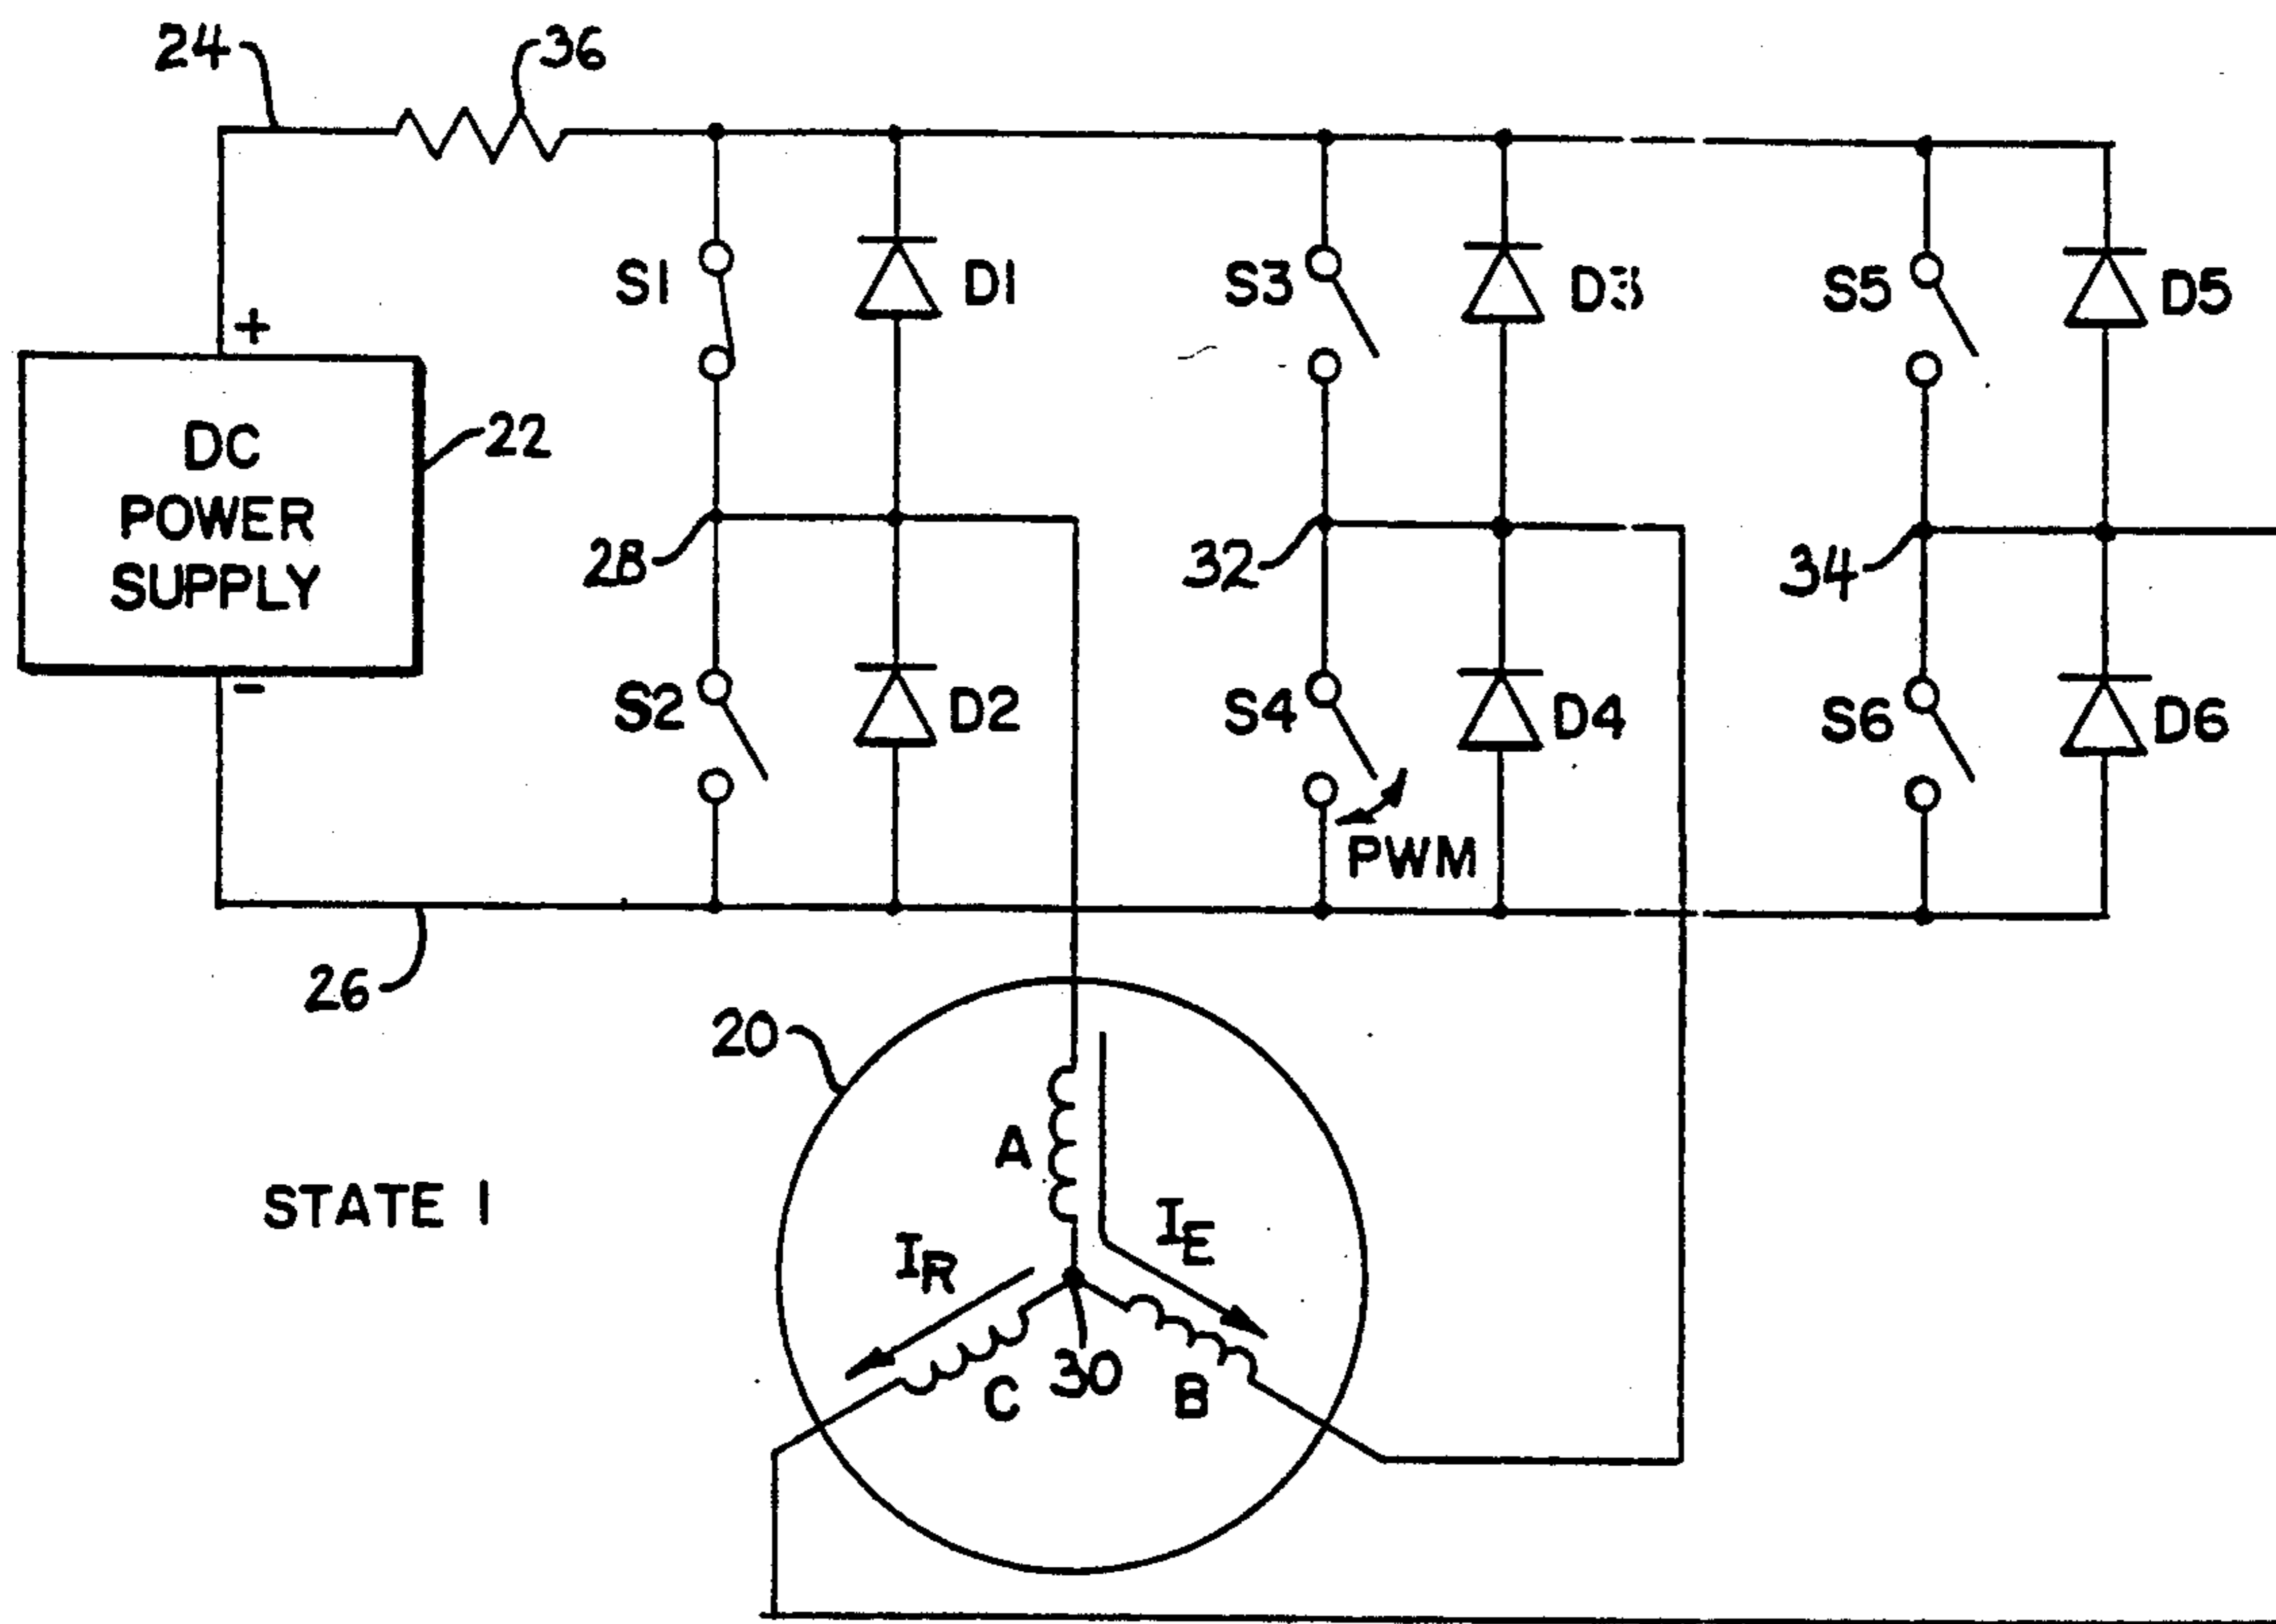 24
36
+
S1
D1
S3
D3
S5
D5
DC
POWER
SUPPLY
22
28
32
34
-
S2
D2
S4
D4
S6
D6
PWM
26
20
A
STATE 1
IR
IE
C
30
B